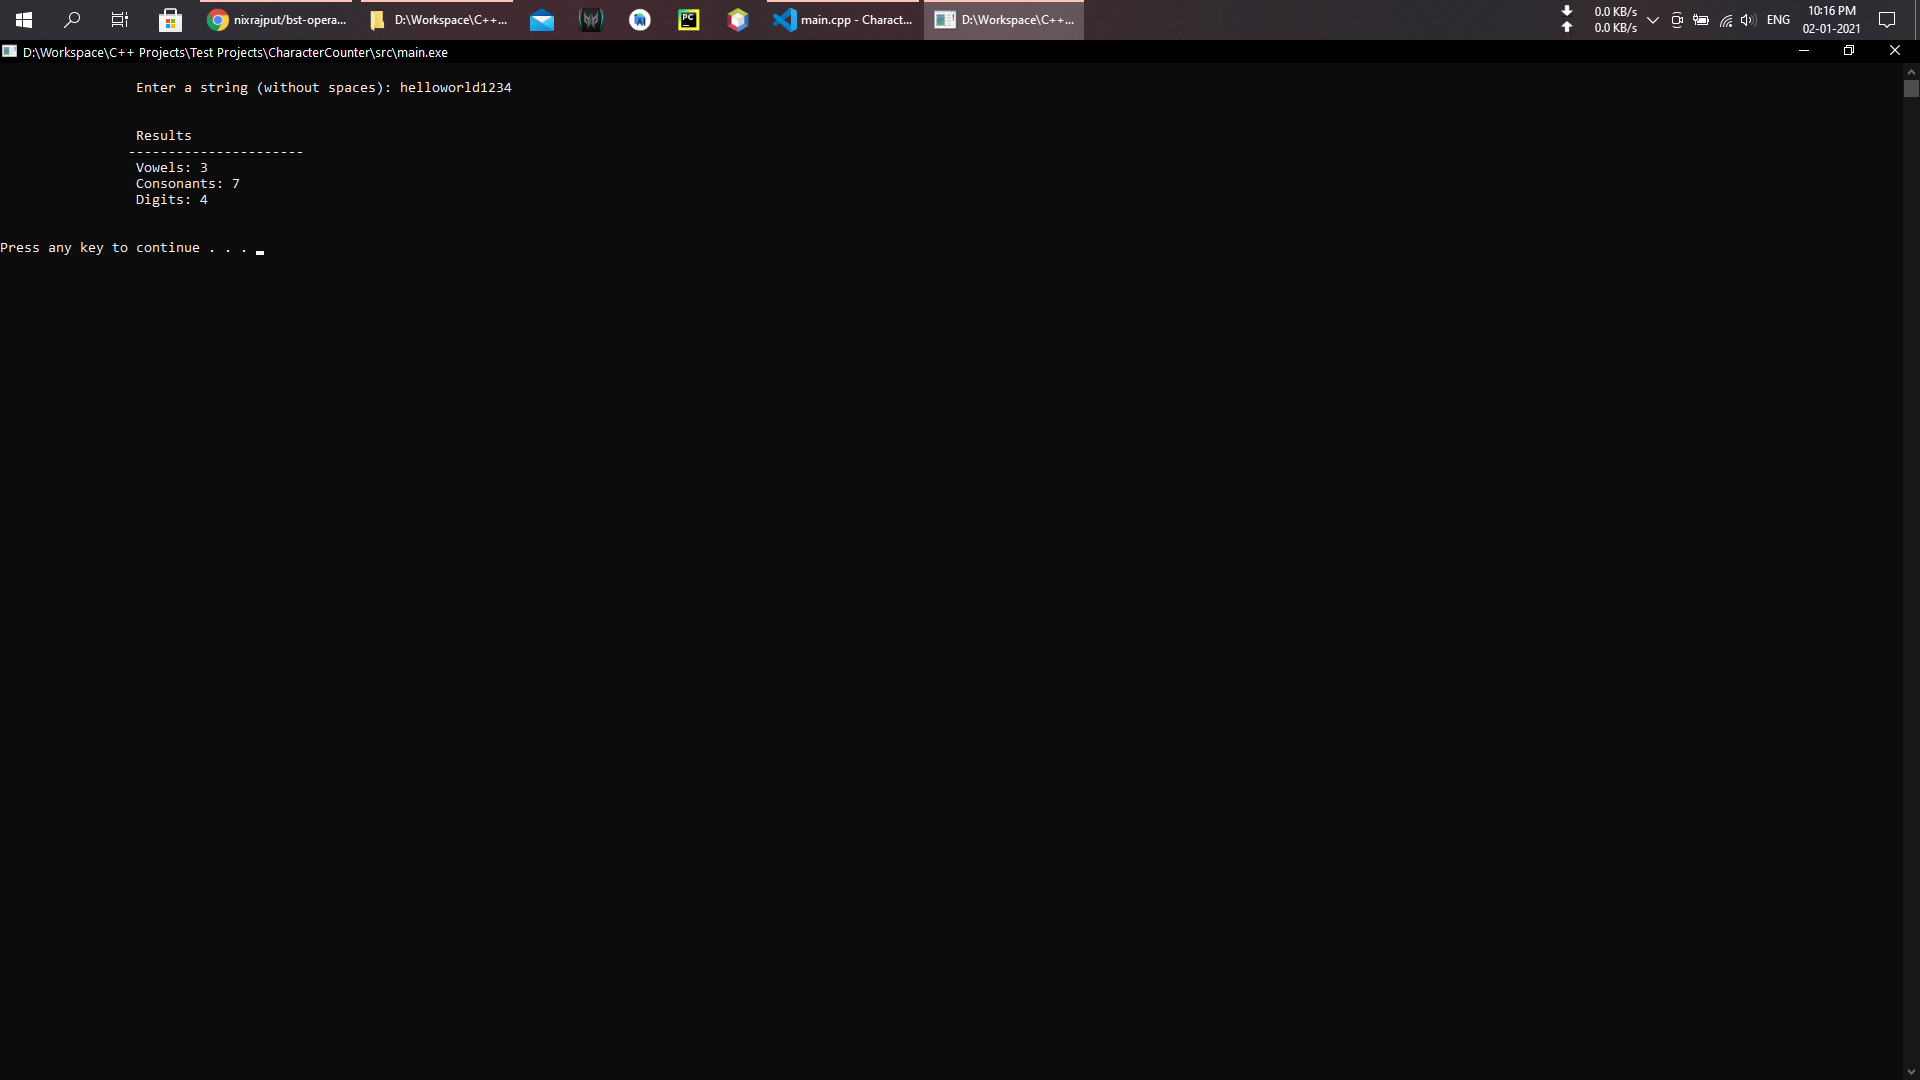 nixrajput/bst-opera...
D:\Workspace\C++...
PC
main.cpp - Charact...
D:\Workspace\C++...
0.0 KB/s
0.0 KB/s
ENG
10:16 PM
02-01-2021
D:\Workspace\C++ Projects\Test Projects\CharacterCounter\src\main.exe
Enter a string (without spaces): helloworld1234
Results
----------------------
Vowels: 3
Consonants: 7
Digits: 4
Press any key to continue . . .